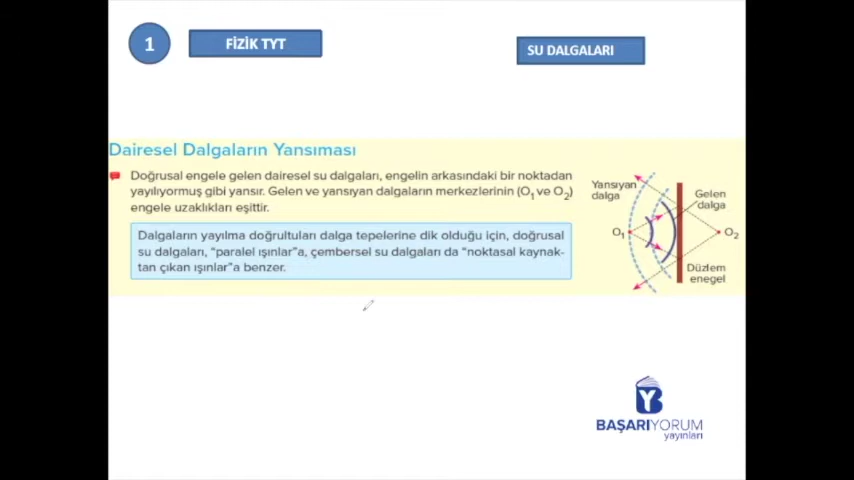 1
FİZİK TYT
SU DALGALARI
Dairesel Dalgaların Yansıması
Doğrusal engele gelen dairesel su dalgaları, engelin arkasındaki bir noktadan
yayılıyormuş gibi yansır. Gelen ve yansıyan dalgaların merkezlerinin (O₁ ve O₂)
engele uzaklıkları eşittir.
Dalgaların yayılma doğrultuları dalga tepelerine dik olduğu için, doğrusal
su dalgaları, “paralel ışınlar”a, çembersel su dalgaları da “noktasal kaynak-
tan çıkan ışınlar”a benzer.
Yansıyan
dalga
Gelen
dalga
O₁
O₂
Düzlem
enegel
BAŞARIYORUM
yayınları